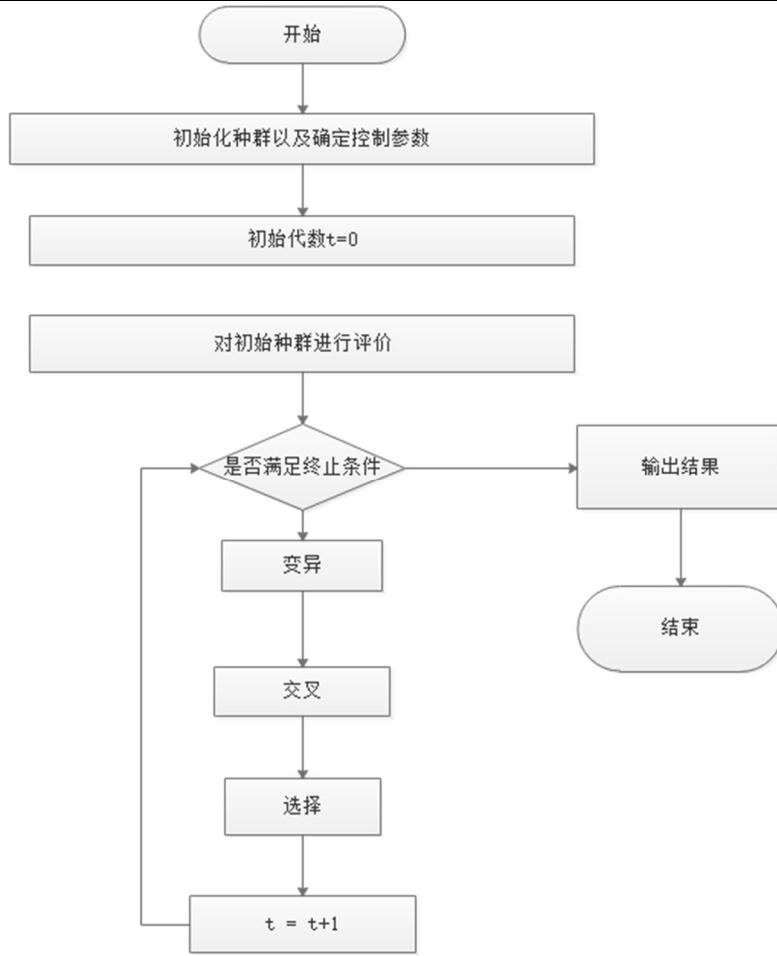 开始
初始化种群以及确定控制参数
初始代数t=0
对初始种群进行评价
是否满足终止条件
输出结果
变异
结束
交叉
选择
t = t+1